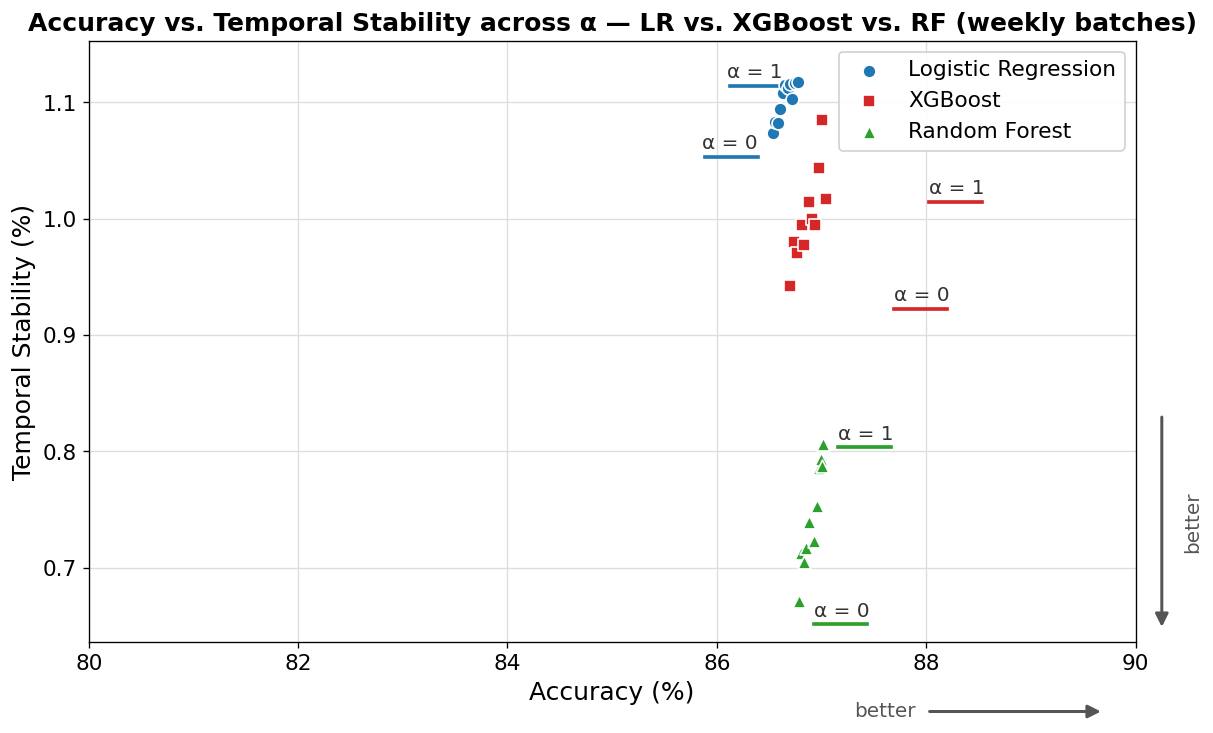 Accuracy vs. Temporal Stability across α — LR vs. XGBoost vs. RF (weekly batches)
Logistic Regression
XGBoost
Random Forest
α = 1
α = 0
α = 1
α = 0
α = 1
α = 0
Temporal Stability (%)
1.1
1.0
0.9
0.8
0.7
80
82
84
86
88
90
Accuracy (%)
better
better